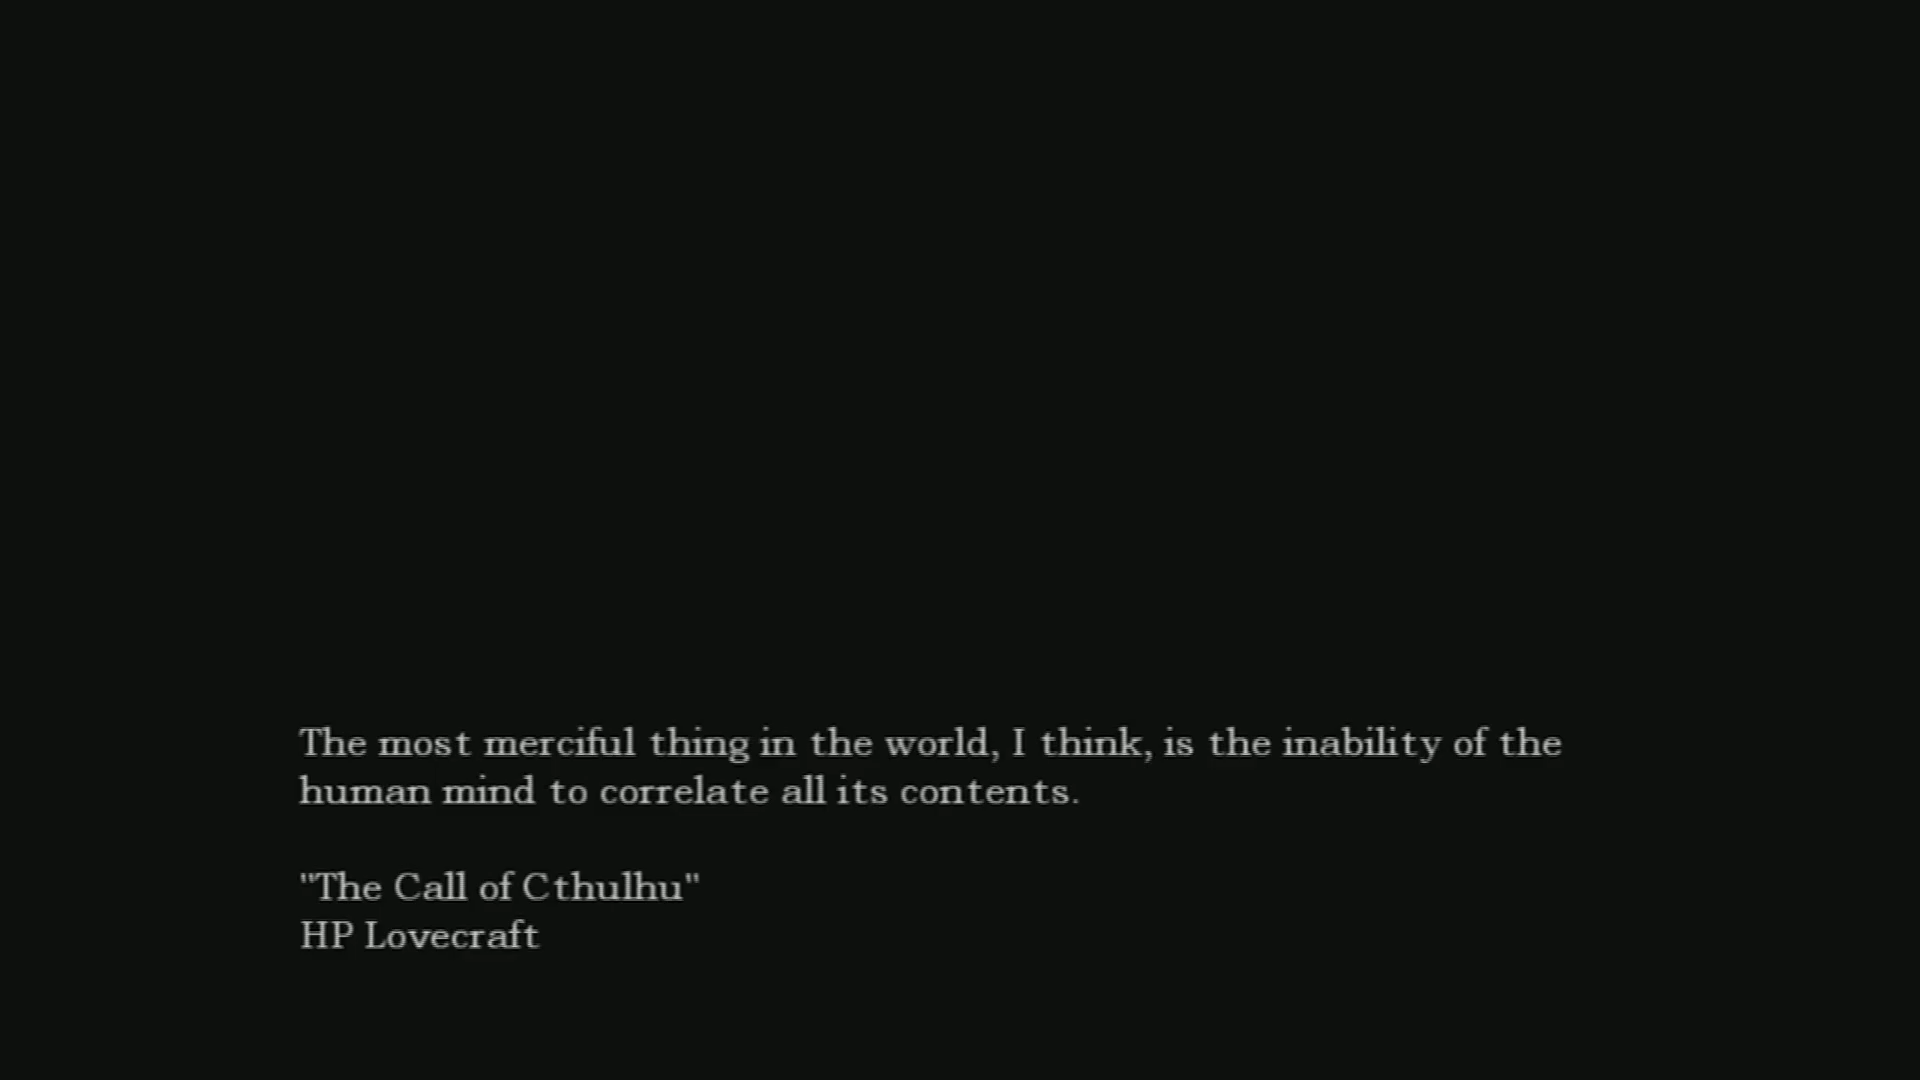 The most merciful thing in the world, I think, is the inability of the
human mind to correlate all its contents.
"The Call of Cthulhu"
HP Lovecraft